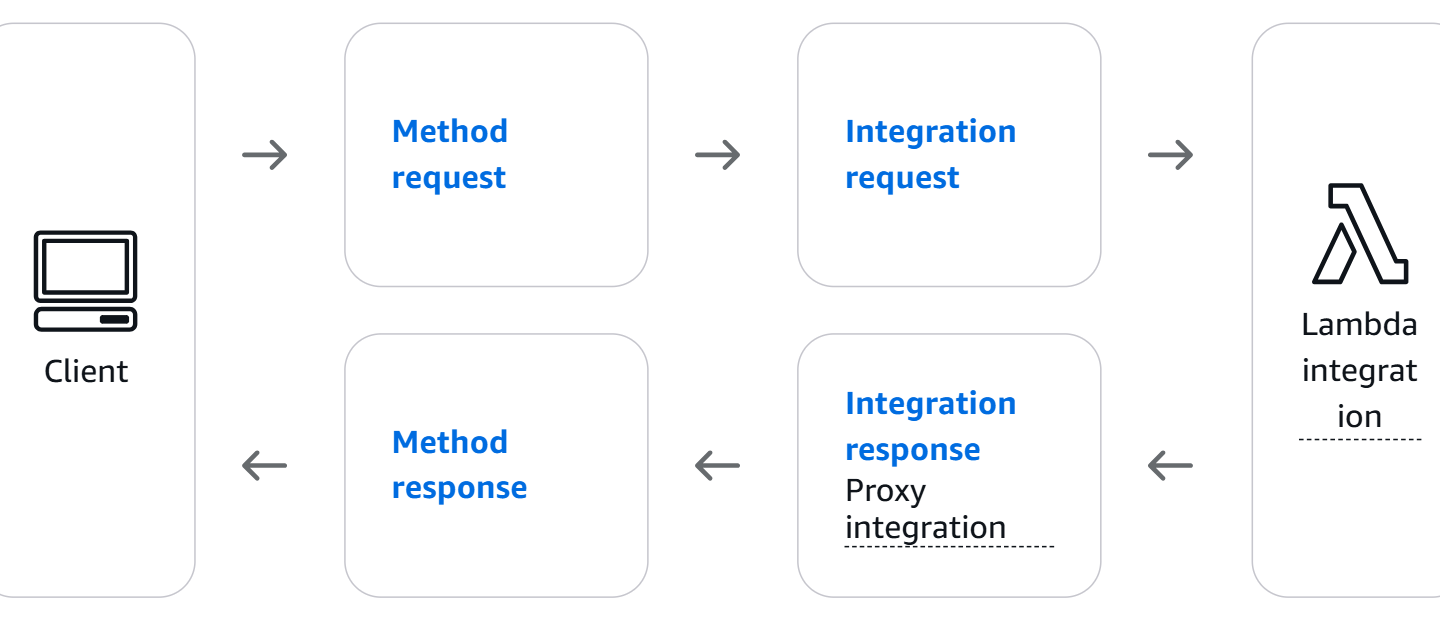 Client
Method
request
Integration
request
Method
response
Integration
response
Proxy
integration
Lambda
integrat
ion